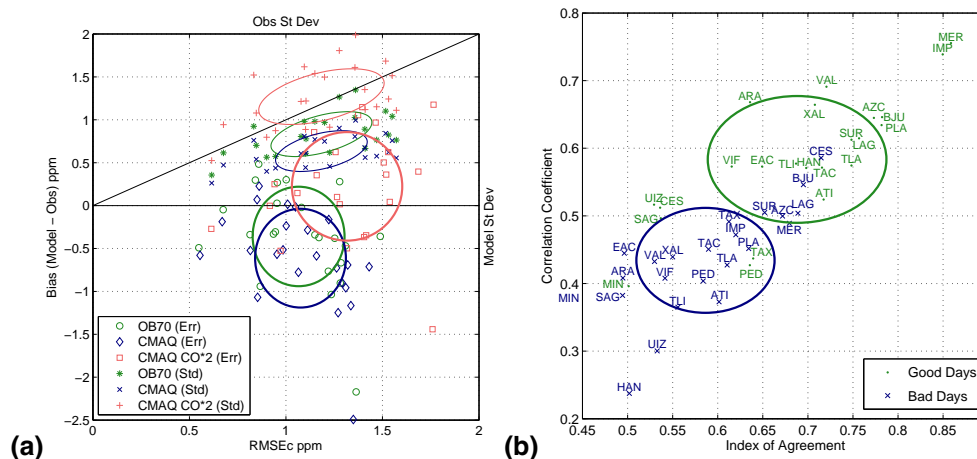 Obs St Dev
2.5
2
1.5
1
0.5
0
-0.5
-1
-1.5
-2
-2.5
Bias (Model – Obs) ppm
Model St Dev
OB70 (Err)
CMAQ (Err)
CMAQ CO*2 (Err)
OB70 (Std)
CMAQ (Std)
CMAQ CO*2 (Std)
0 0.5 1 1.5 2
RMSEc ppm
(a)
0.8
0.7
0.6
0.5
0.4
0.3
0.2
Correlation Coefficient
MER
IMP
VAL
ARA
XAL
AZC
BJU
PLA
SUR
LAG
CES
VIF
EAC
TLI
HAN
TLA
TAC
BJU
ATI
UIZ
CES
SAG
TAX
SUR
AZC
LAG
IMP
MER
EAC
VAL
XAL
TAC
PLA
TAX
TLA
ARA
VIF
PED
PED
MIN
MIN
SAG
TLI
ATI
UIZ
HAN
Good Days
Bad Days
0.45 0.5 0.55 0.6 0.65 0.7 0.75 0.8 0.85
Index of Agreement
(b)